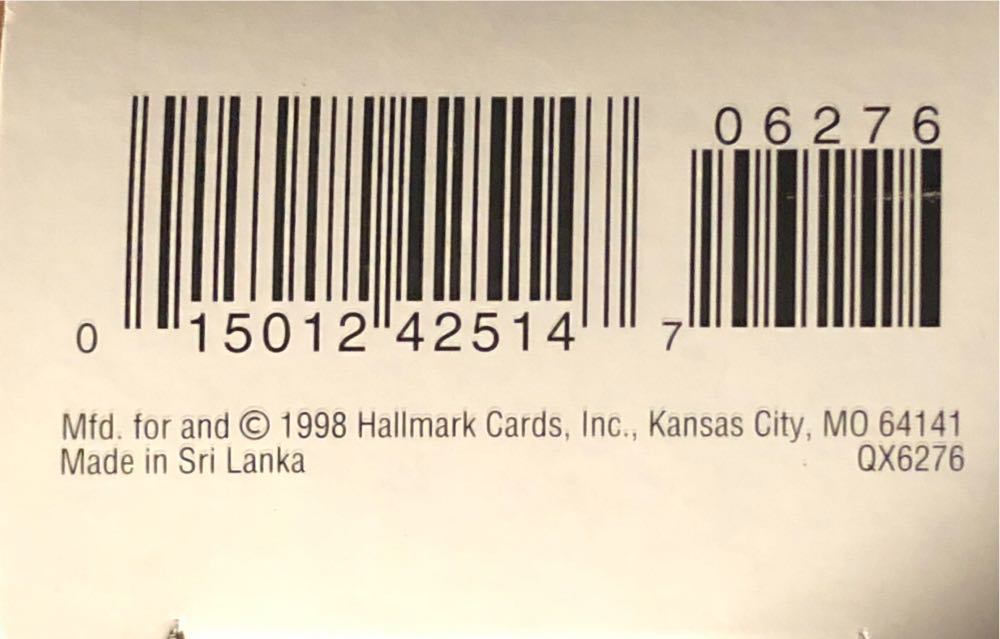 06276
0 15012 42514 7
Mfd. for and © 1998 Hallmark Cards, Inc., Kansas City, MO 64141
Made in Sri Lanka QX6276